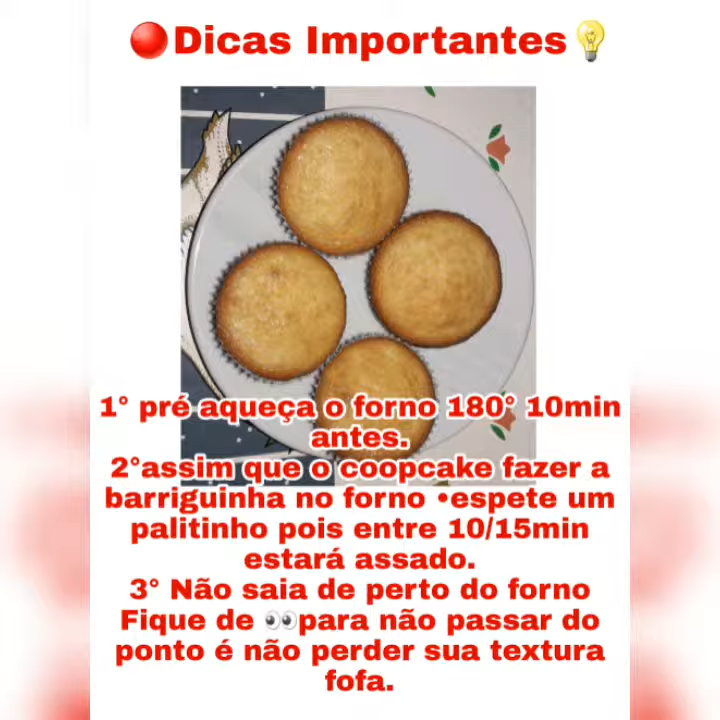 🔴Dicas Importantes💡
1° pré aqueça o forno 180° 10min
antes.
2°assim que o coopcake fazer a
barriguinha no forno •espete um
palitinho pois entre 10/15min
estará assado.
3° Não saia de perto do forno
Fique de 👀para não passar do
ponto é não perder sua textura
fofa.